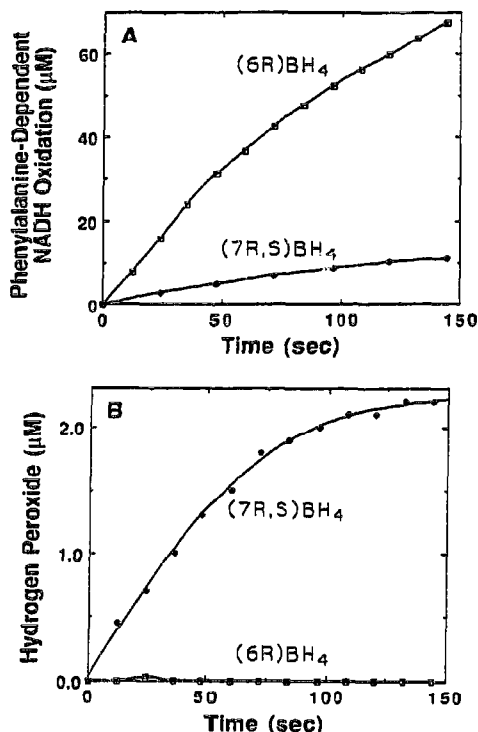 A
Phenylalanine-Dependent
NADH Oxidation (μM)
60
40
20
0
(6R)BH4
(7R,S)BH4
0
50
100
150
Time (sec)
B
Hydrogen Peroxide (μM)
2.0
1.0
0.0
(7R,S)BH4
(6R)BH4
0
50
100
150
Time (sec)